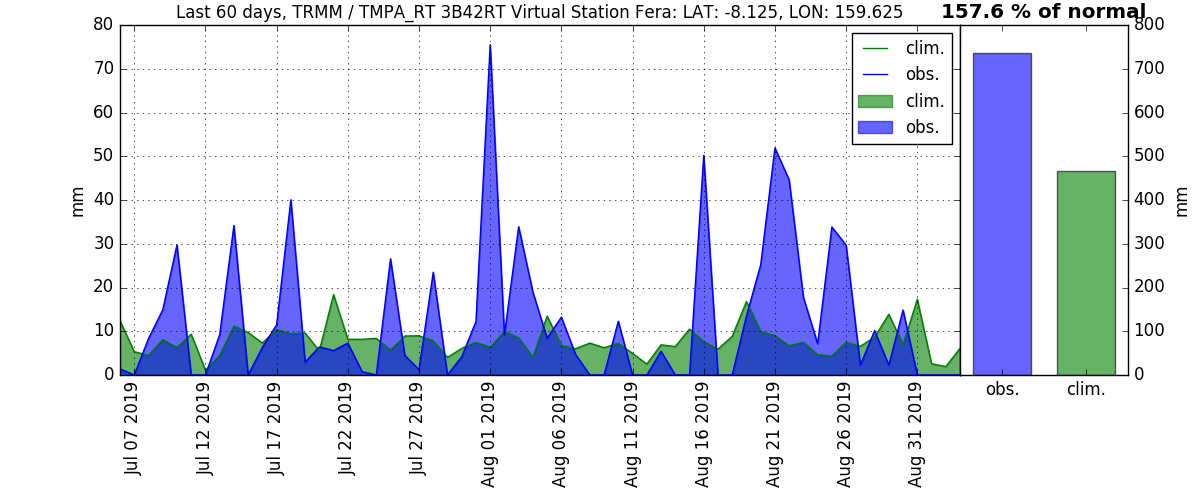 Last 60 days, TRMM / TMPA_RT 3B42RT Virtual Station Fera: LAT: -8.125, LON: 159.625
157.6 % of normal
80
70
60
50
40
30
20
10
0
mm
clim.
obs.
clim.
obs.
800
700
600
500
400
300
200
100
0
mm
Jul 07 2019
Jul 12 2019
Jul 17 2019
Jul 22 2019
Jul 27 2019
Aug 01 2019
Aug 06 2019
Aug 11 2019
Aug 16 2019
Aug 21 2019
Aug 26 2019
Aug 31 2019
obs.
clim.